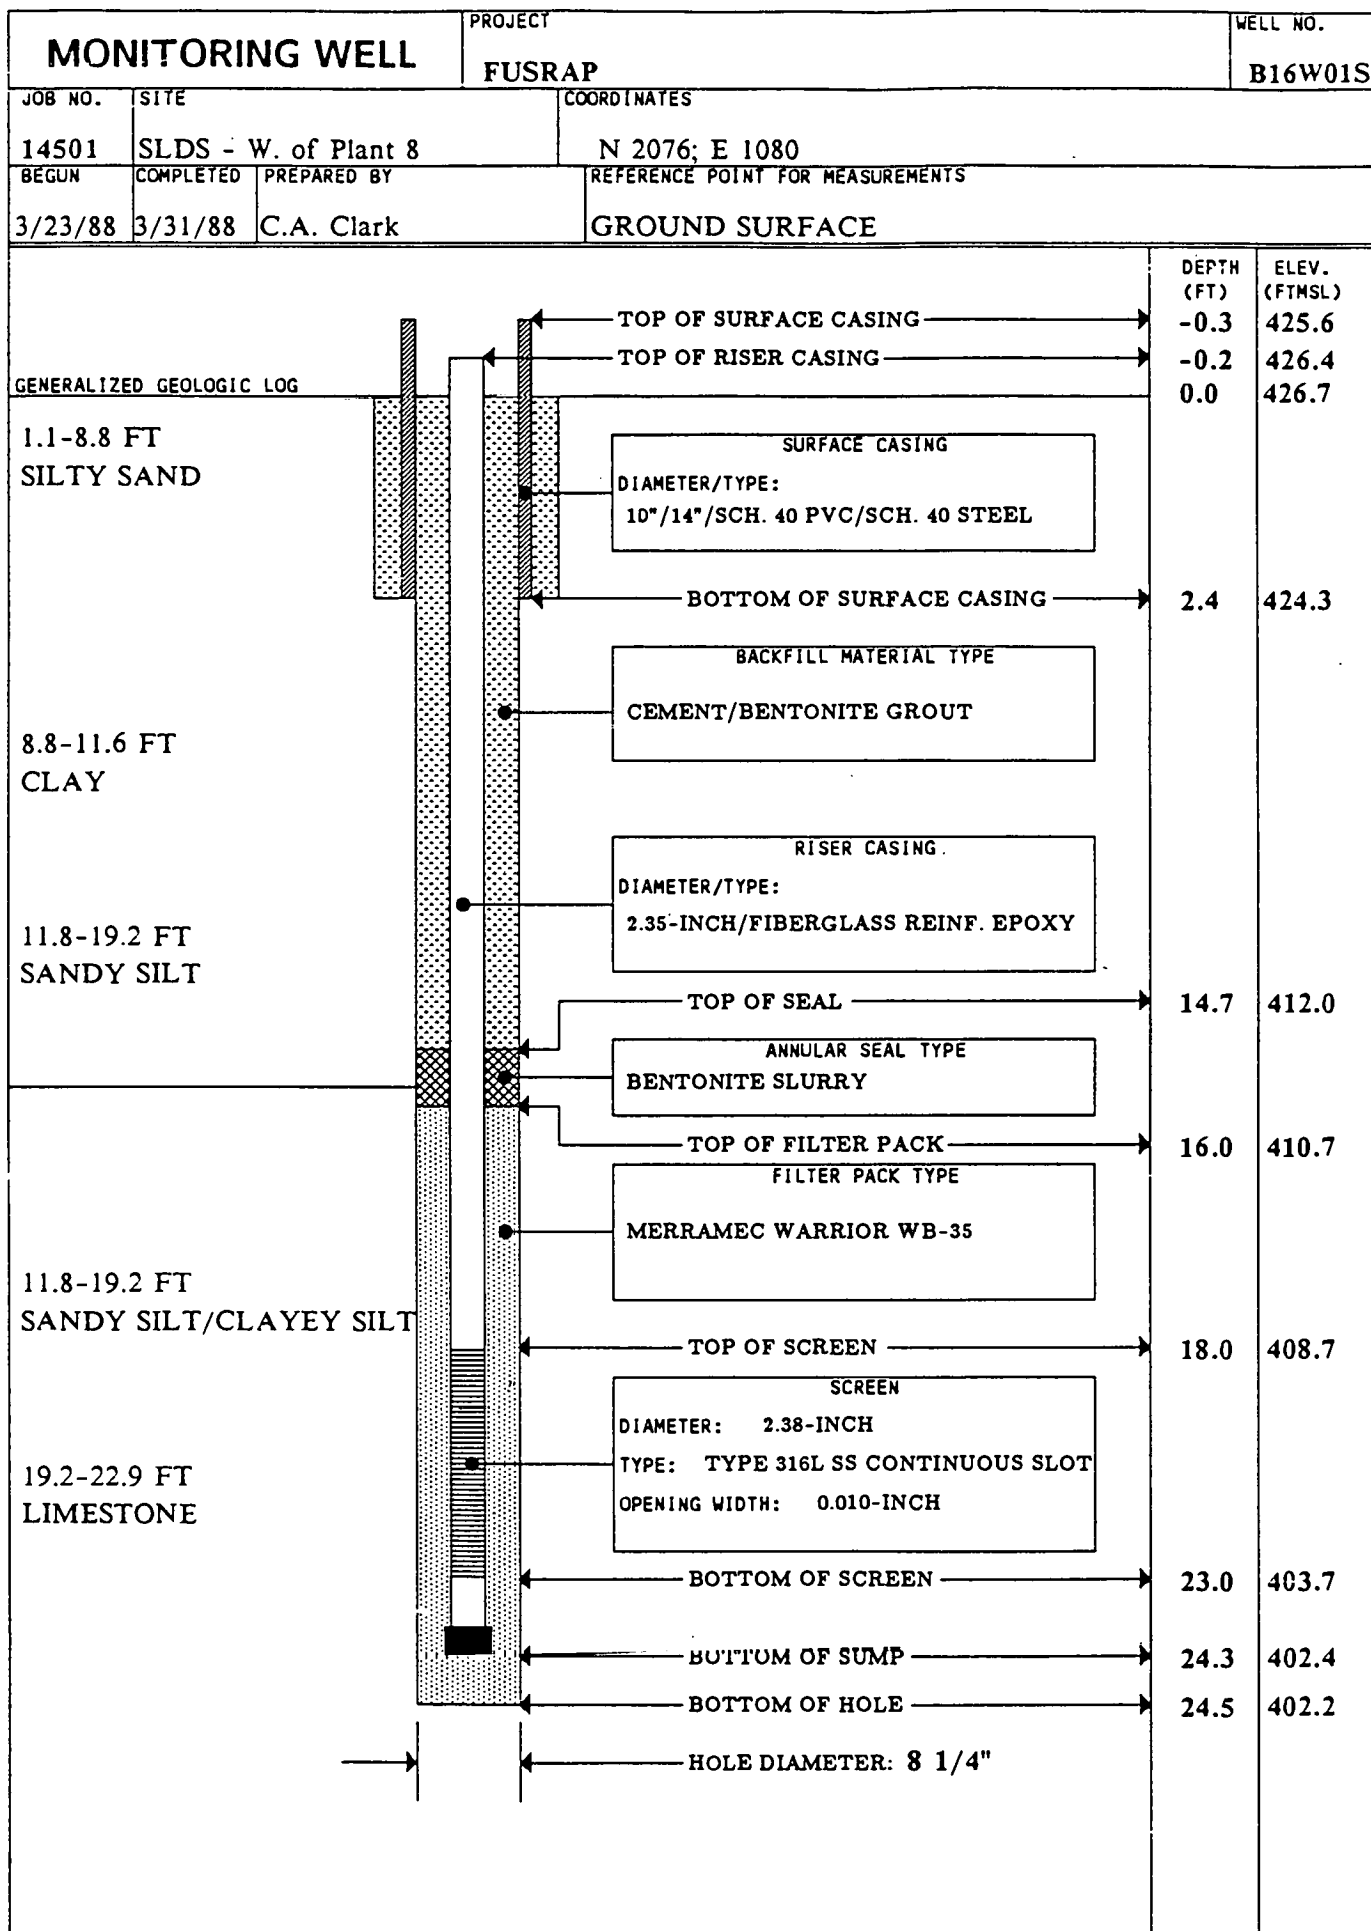 MONITORING WELL
PROJECT
FUSRAP
WELL NO.
B16W01S
JOB NO.
14501
SITE
SLDS - W. of Plant 8
COORDINATES
N 2076; E 1080
BEGUN
3/23/88
COMPLETED
3/31/88
PREPARED BY
C.A. Clark
REFERENCE POINT FOR MEASUREMENTS
GROUND SURFACE
DEPTH (FT)
ELEV. (FTMSL)
TOP OF SURFACE CASING -0.3 425.6
TOP OF RISER CASING -0.2 426.4
GENERALIZED GEOLOGIC LOG 0.0 426.7
1.1-8.8 FT
SILTY SAND
SURFACE CASING
DIAMETER/TYPE:
10"/14"/SCH. 40 PVC/SCH. 40 STEEL
BOTTOM OF SURFACE CASING 2.4 424.3
BACKFILL MATERIAL TYPE
CEMENT/BENTONITE GROUT
8.8-11.6 FT
CLAY
RISER CASING
DIAMETER/TYPE:
2.35-INCH/FIBERGLASS REINF. EPOXY
11.8-19.2 FT
SANDY SILT
TOP OF SEAL 14.7 412.0
ANNULAR SEAL TYPE
BENTONITE SLURRY
TOP OF FILTER PACK 16.0 410.7
FILTER PACK TYPE
MERRAMEC WARRIOR WB-35
11.8-19.2 FT
SANDY SILT/CLAYEY SILT
TOP OF SCREEN 18.0 408.7
SCREEN
DIAMETER: 2.38-INCH
TYPE: TYPE 316L SS CONTINUOUS SLOT
OPENING WIDTH: 0.010-INCH
19.2-22.9 FT
LIMESTONE
BOTTOM OF SCREEN 23.0 403.7
BOTTOM OF SUMP 24.3 402.4
BOTTOM OF HOLE 24.5 402.2
HOLE DIAMETER: 8 1/4"